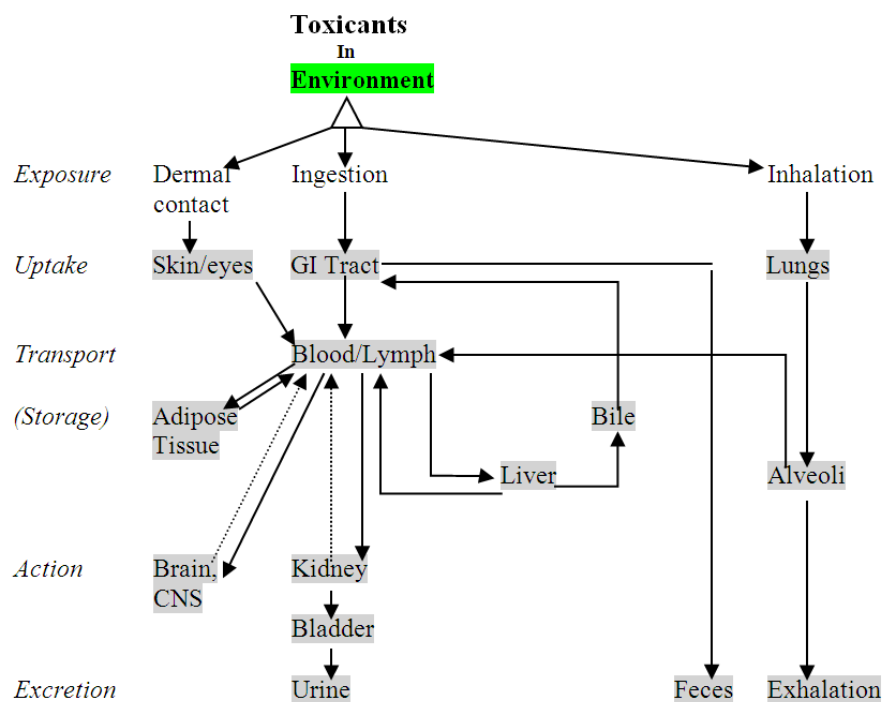 Toxicants
In
Environment
Exposure Dermal contact Ingestion Inhalation
Uptake Skin/eyes GI Tract Lungs
Transport Blood/Lymph
(Storage) Adipose Tissue Bile
Liver Alveoli
Action Brain, CNS Kidney
Bladder
Excretion Urine Feces Exhalation